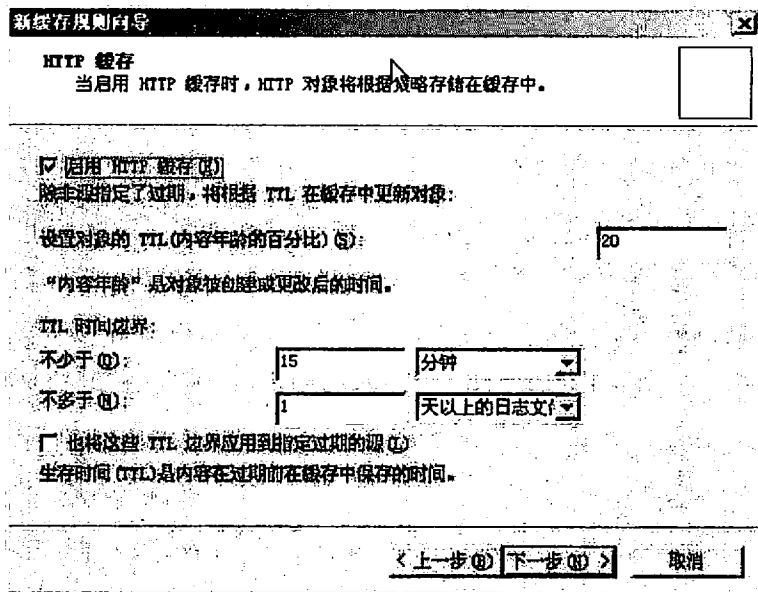 新缓存规则向导
HTTP 缓存
当启用 HTTP 缓存时，HTTP 对象将根据策略存储在缓存中。
启用 HTTP 缓存(E)
除非源指定了过期，将根据 TTL 在缓存中更新对象:
设置对象的 TTL(内容年龄的百分比)(S): 20
“内容年龄”是对象被创建或更改后的时间。
TTL 时间边界:
不少于(O): 15 分钟
不多于(N): 1 天以上的日志文
也将这些 TTL 边界应用到指定过期的源(L)
生存时间(TTL)是内容在过期前在缓存中保存的时间。
< 上一步(B) 下一步(N) > 取消